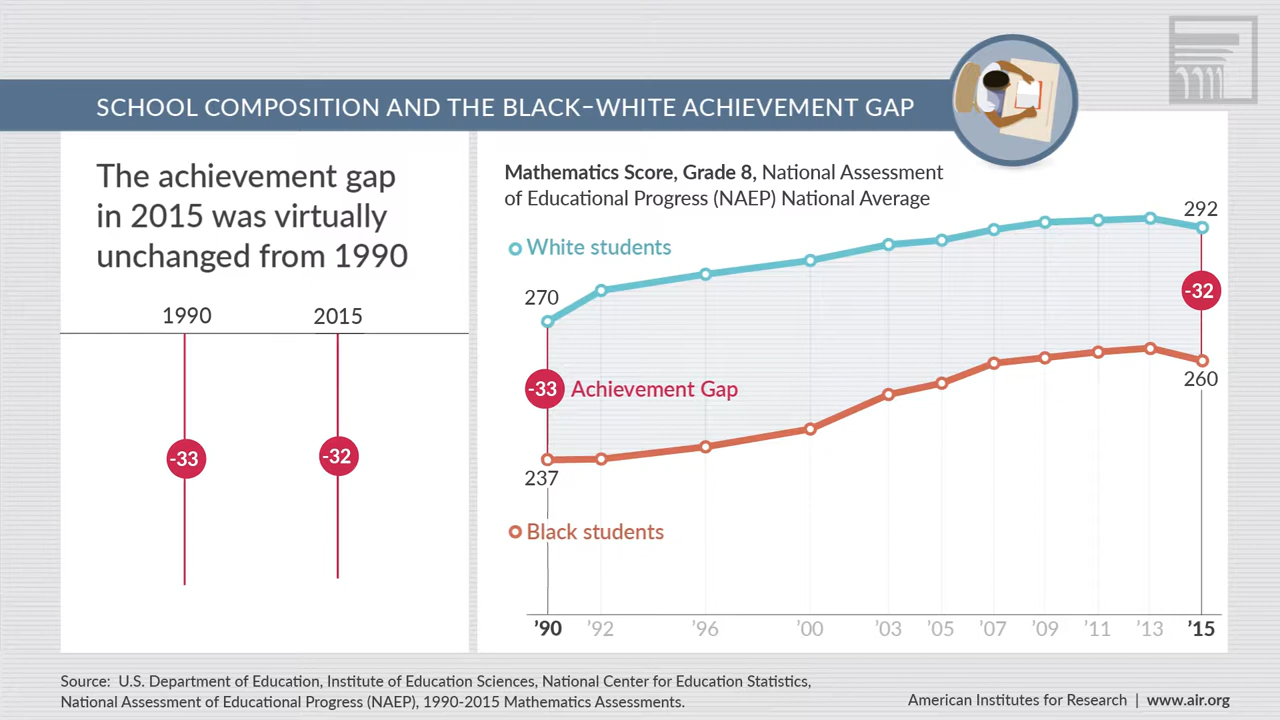 SCHOOL COMPOSITION AND THE BLACK–WHITE ACHIEVEMENT GAP
The achievement gap
in 2015 was virtually
unchanged from 1990
1990 2015
-33 -32
Mathematics Score, Grade 8, National Assessment
of Educational Progress (NAEP) National Average
292
White students
270
-32
-33 Achievement Gap
260
237
Black students
'90 '92 '96 '00 '03 '05 '07 '09 '11 '13 '15
Source: U.S. Department of Education, Institute of Education Sciences, National Center for Education Statistics,
National Assessment of Educational Progress (NAEP), 1990-2015 Mathematics Assessments.
American Institutes for Research | www.air.org